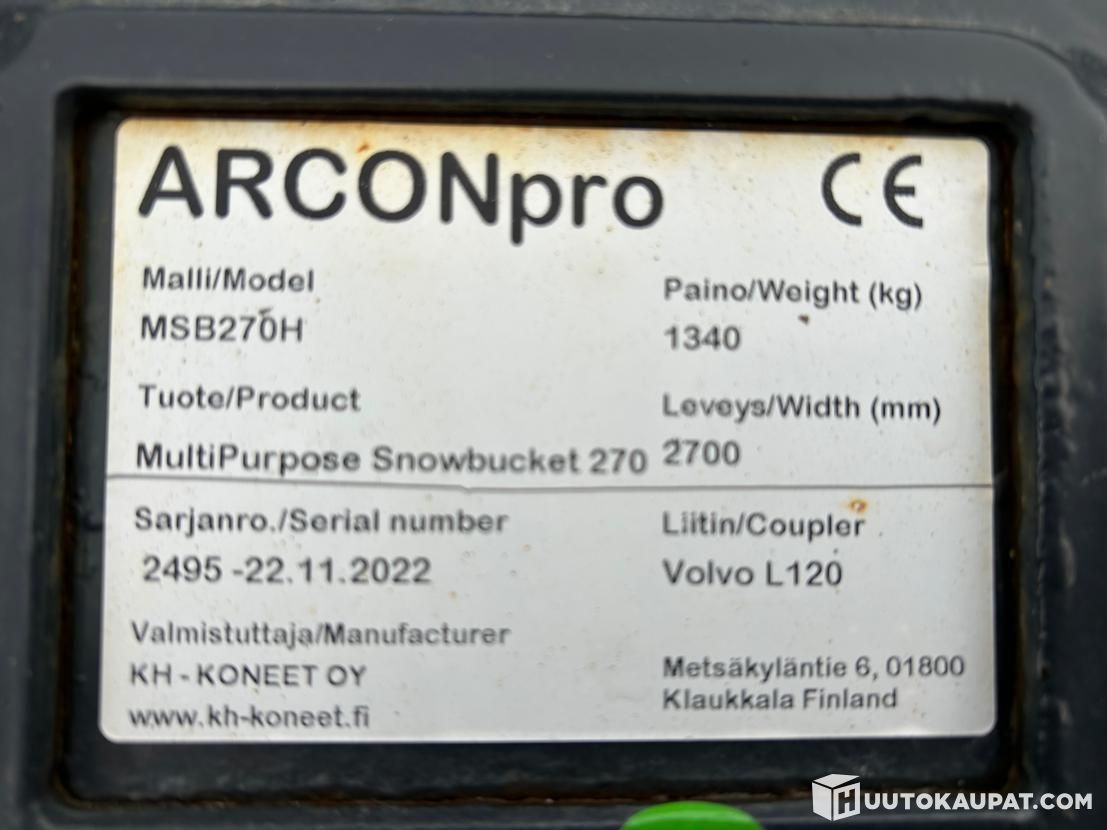 ARCONpro CE
Malli/Model
MSB270H
Paino/Weight (kg)
1340
Tuote/Product
MultiPurpose Snowbucket 270
Leveys/Width (mm)
2700
Sarjanro./Serial number
2495 -22.11.2022
Liitin/Coupler
Volvo L120
Valmistuttaja/Manufacturer
KH - KONEET OY
www.kh-koneet.fi
Metsäkyläntie 6, 01800
Klaukkala Finland
HUUTOKAUPAT.COM